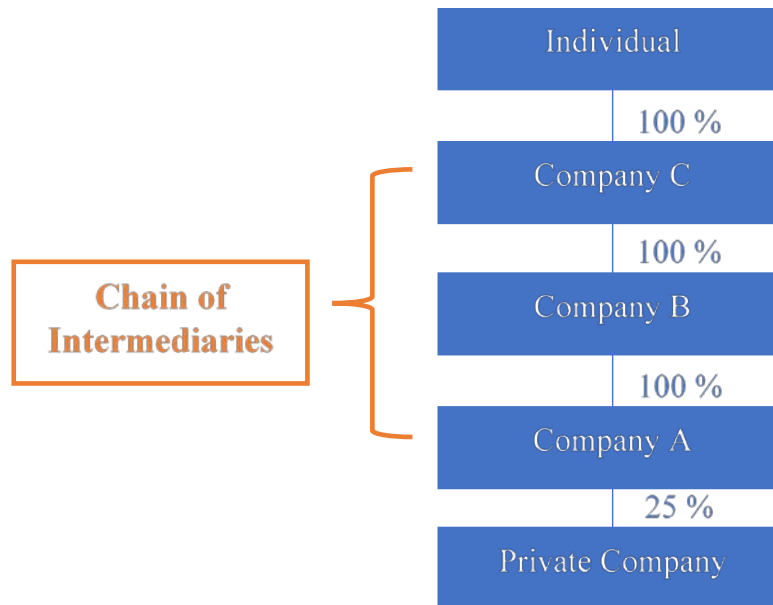 Individual
100 %
Company C
100 %
Chain of
Intermediaries
Company B
100 %
Company A
25 %
Private Company